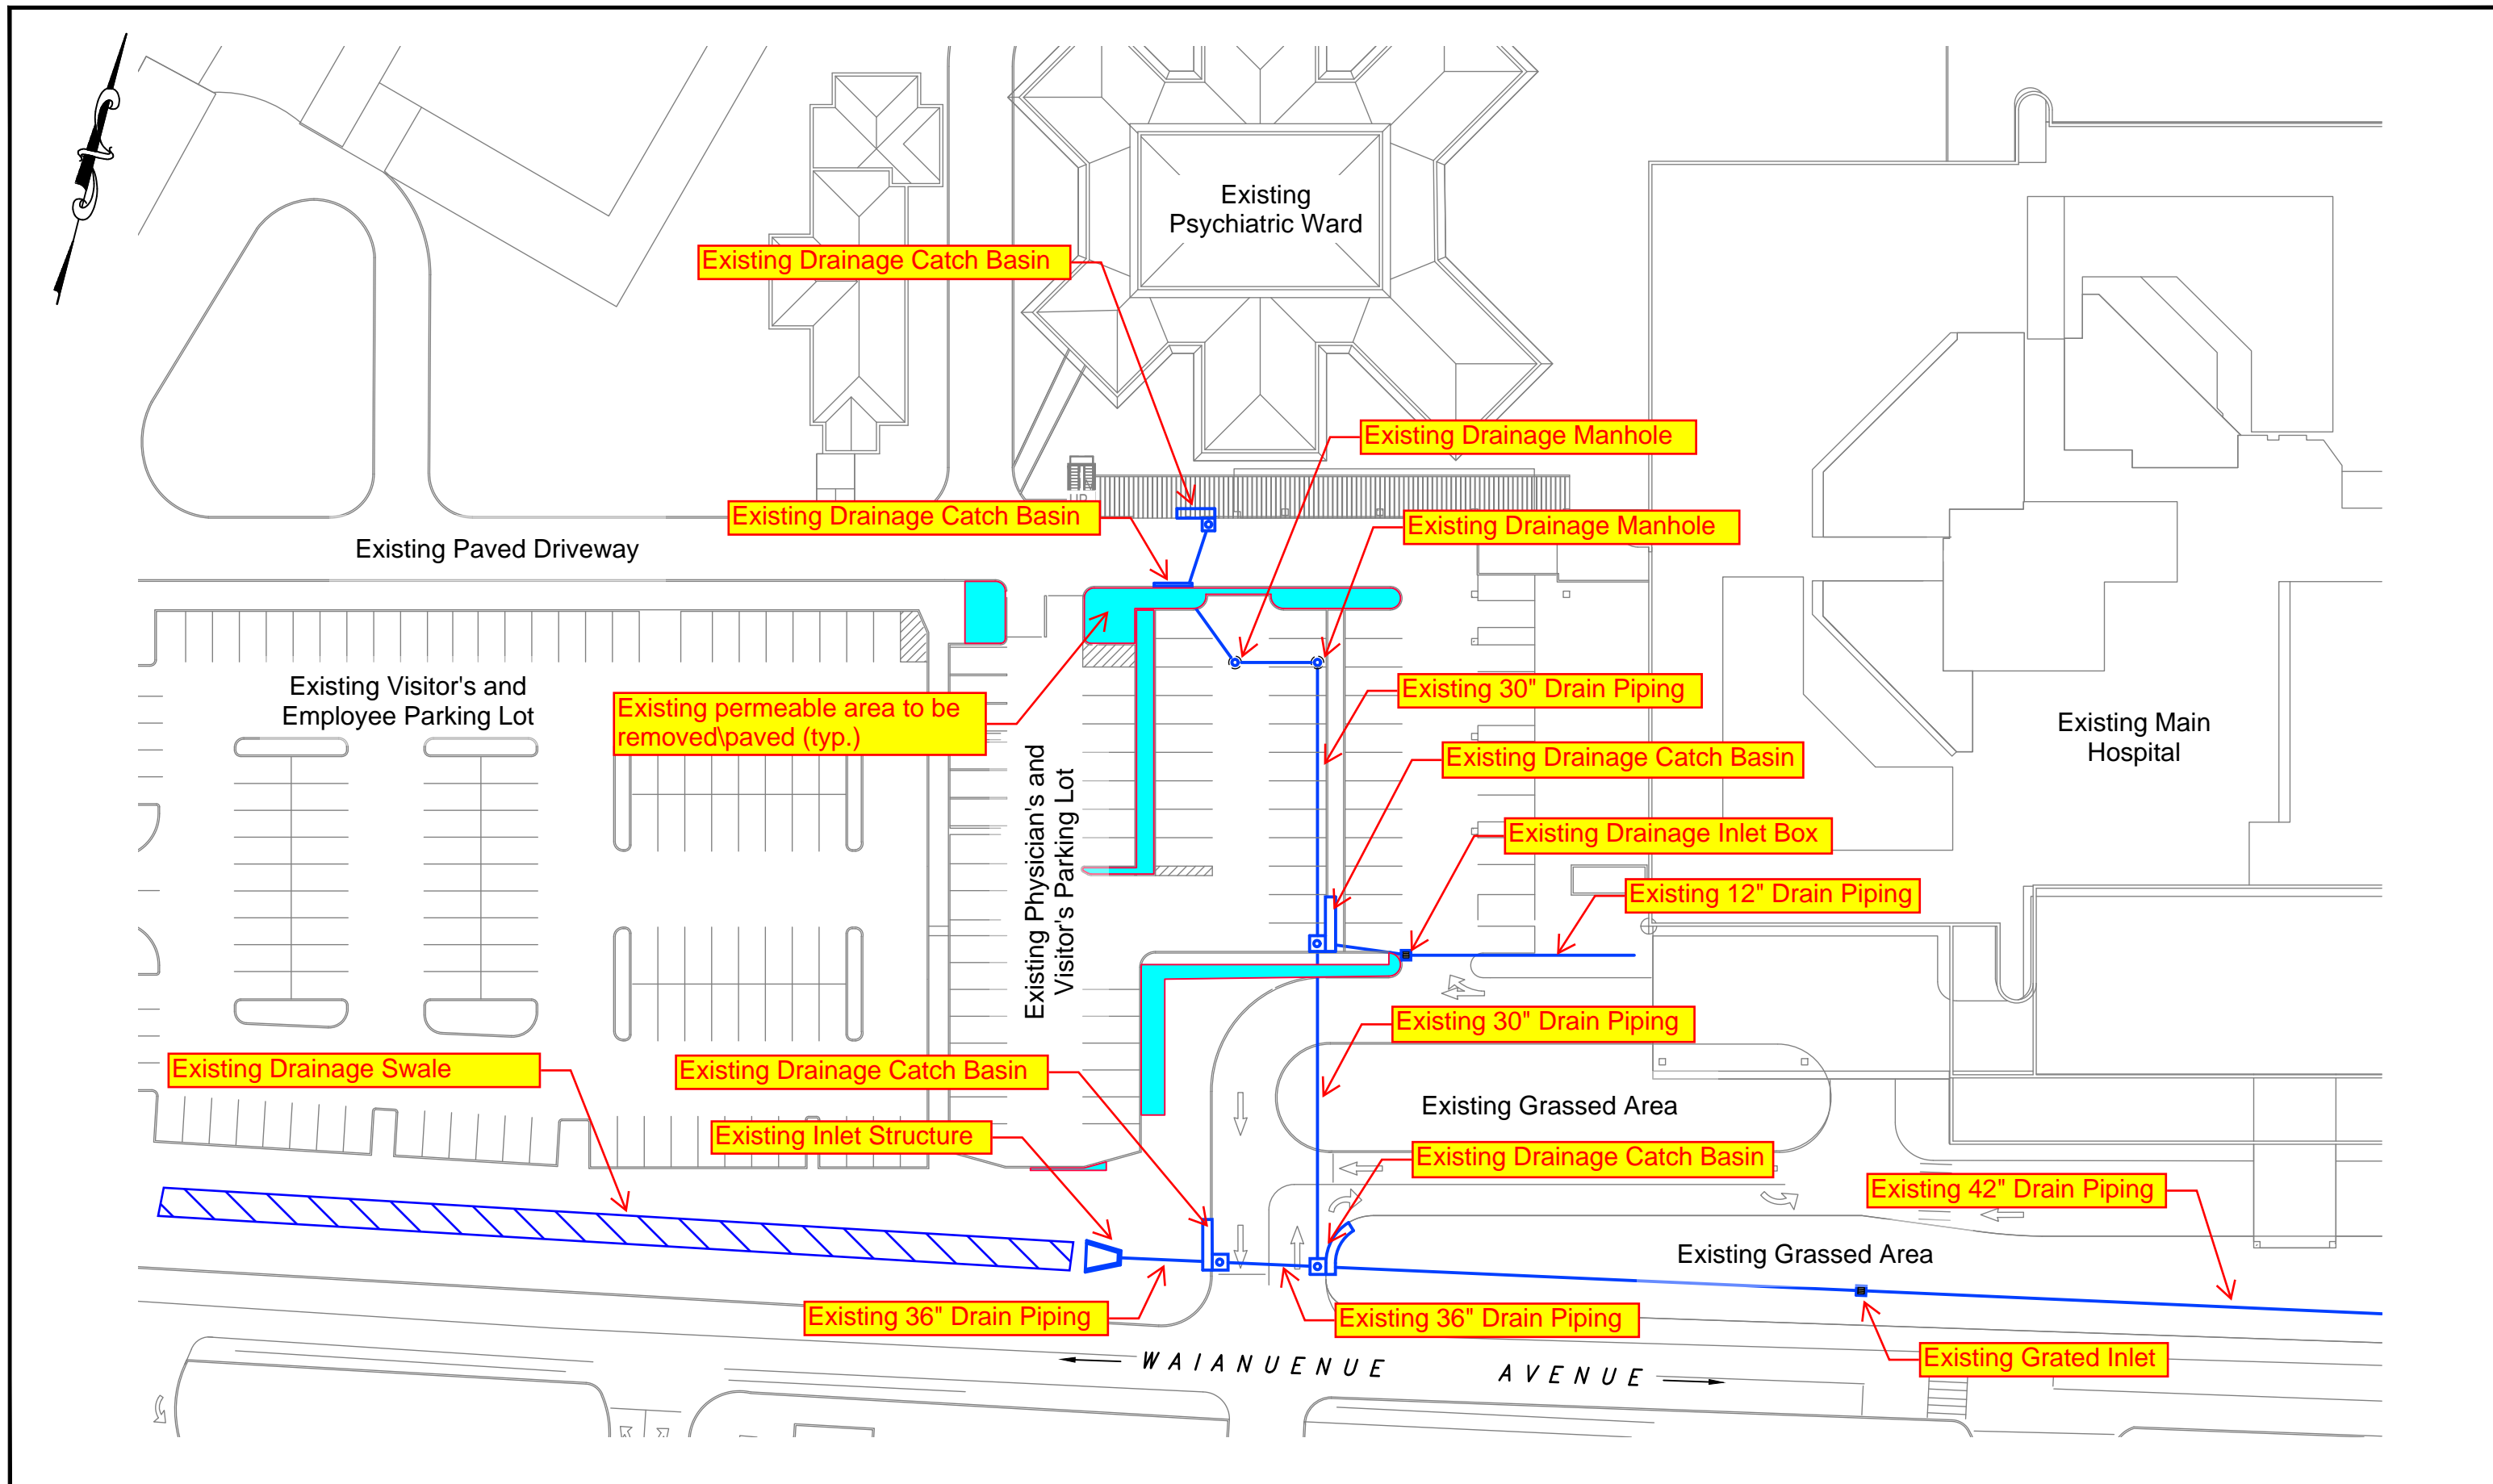 Existing
Psychiatric Ward
Existing Drainage Catch Basin
Existing Drainage Manhole
UP
Existing Drainage Catch Basin
Existing Drainage Manhole
Existing Paved Driveway
Existing Visitor's and
Employee Parking Lot
Existing permeable area to be
removed\paved (typ.)
Existing 30" Drain Piping
Existing Main
Hospital
Existing Physician's and
Visitor's Parking Lot
Existing Drainage Catch Basin
Existing Drainage Inlet Box
Existing 12" Drain Piping
Existing 30" Drain Piping
Existing Drainage Swale
Existing Drainage Catch Basin
Existing Grassed Area
Existing Inlet Structure
Existing Drainage Catch Basin
Existing 42" Drain Piping
Existing Grassed Area
Existing 36" Drain Piping
Existing 36" Drain Piping
Existing Grated Inlet
WAIANUENUE AVENUE